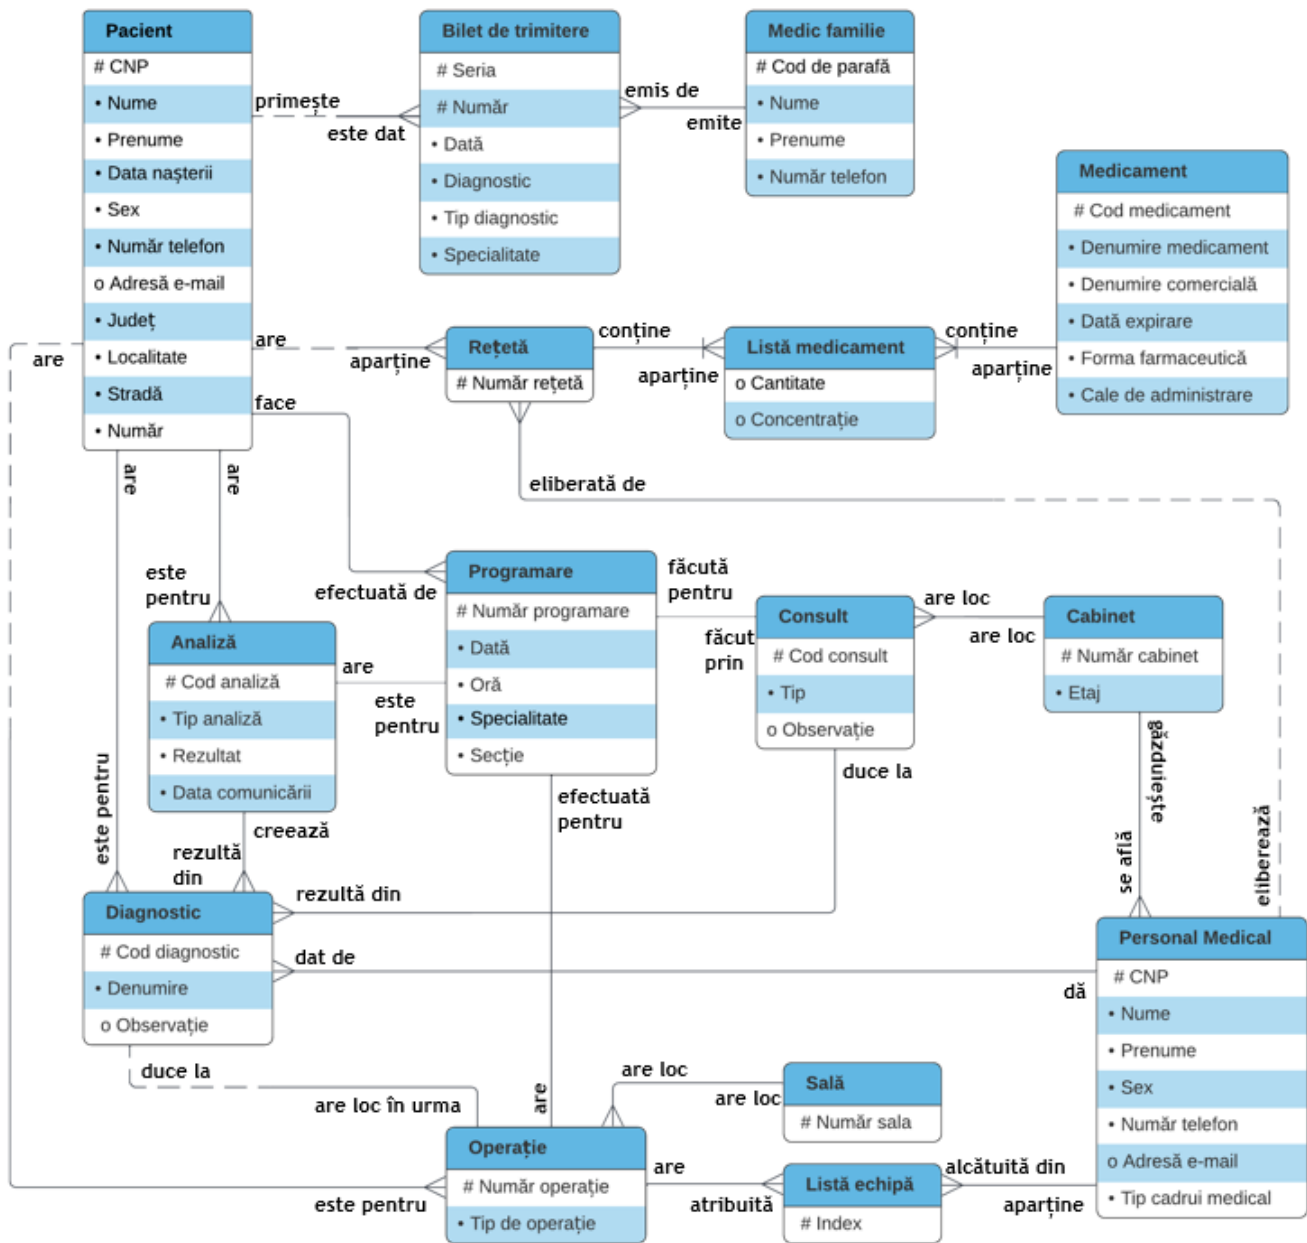 Pacient
# CNP
• Nume
• Prenume
• Data nașterii
• Sex
• Număr telefon
o Adresă e-mail
• Județ
• Localitate
• Stradă
• Număr
Bilet de trimitere
# Seria
# Număr
• Dată
• Diagnostic
• Tip diagnostic
• Specialitate
Medic familie
# Cod de parafă
• Nume
• Prenume
• Număr telefon
primește
este dat
emis de
emite
Medicament
# Cod medicament
• Denumire medicament
• Denumire comercială
• Dată expirare
• Forma farmaceutică
• Cale de administrare
are
are
aparține
Rețetă
# Număr rețetă
conține
aparține
Listă medicament
o Cantitate
o Concentrație
conține
aparține
face
are
are
eliberată de
este
pentru
efectuată de
Programare
# Număr programare
• Dată
• Oră
• Specialitate
• Secție
făcută
pentru
făcut
prin
Consult
# Cod consult
• Tip
o Observație
are loc
are loc
Cabinet
# Număr cabinet
• Etaj
Analiză
# Cod analiză
• Tip analiză
• Rezultat
• Data comunicării
are
este
pentru
duce la
găzduiește
efectuată
pentru
este pentru
creează
rezultă
din
rezultă din
se află
eliberează
Diagnostic
# Cod diagnostic
• Denumire
o Observație
dat de
dă
Personal Medical
# CNP
• Nume
• Prenume
• Sex
• Număr telefon
o Adresă e-mail
• Tip cadrui medical
duce la
are loc în urma
are
are loc
are loc
Sală
# Număr sala
Operație
# Număr operație
• Tip de operație
este pentru
are
atribuită
Listă echipă
# Index
alcătuită din
aparține